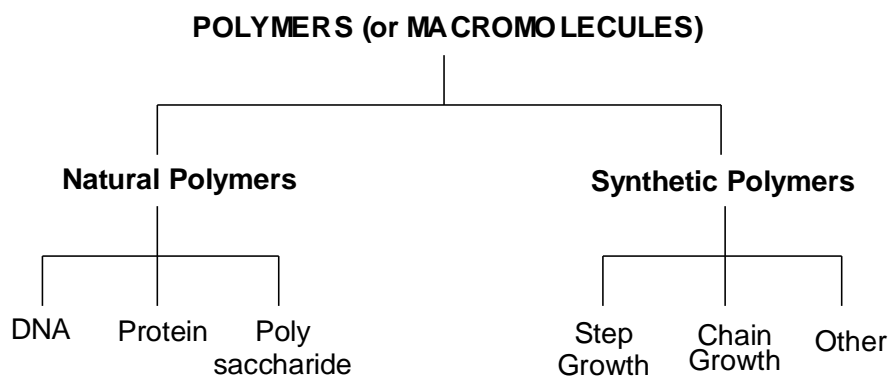 POLYMERS (or MACROMOLECULES)
Natural Polymers
Synthetic Polymers
DNA
Protein
Poly
saccharide
Step
Growth
Chain
Growth
Other